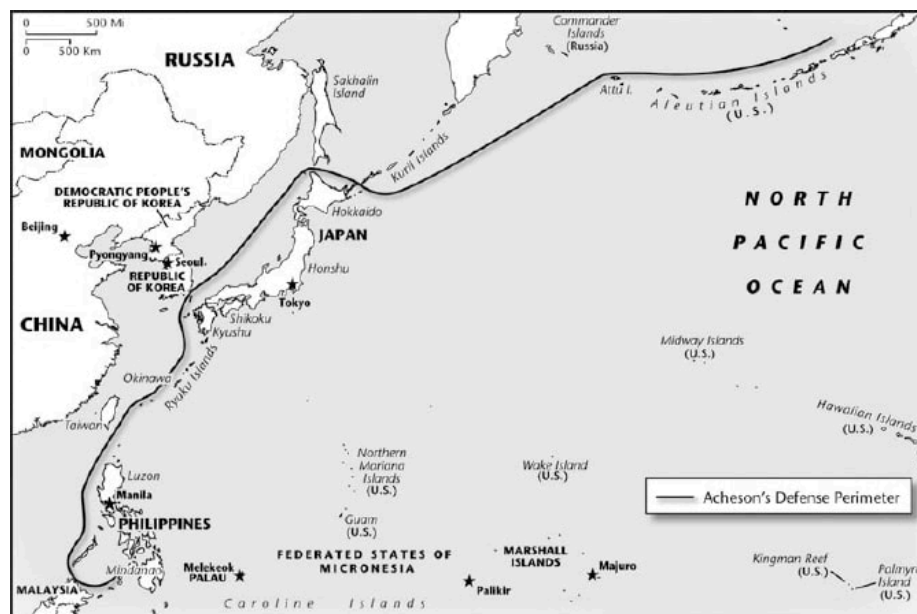 0 500 Mi
0 500 Km
Commander
Islands
(Russia)
RUSSIA
Sakhalin
Island
Attu I.
Aleutian Islands
(U.S.)
MONGOLIA
Kuril Islands
DEMOCRATIC PEOPLE'S
REPUBLIC OF KOREA
Beijing
Hokkaido
NORTH
PACIFIC
OCEAN
JAPAN
Pyongyang
Seoul
REPUBLIC
OF KOREA
Honshu
Tokyo
CHINA
Shikoku
Kyushu
Midway Islands
(U.S.)
Okinawa
Ryuku Islands
Taiwan
Hawaiian Islands
(U.S.)
Luzon
Northern
Mariana
Islands
(U.S.)
Wake Island
(U.S.)
Manila
Acheson's Defense Perimeter
PHILIPPINES
Guam
(U.S.)
FEDERATED STATES OF
MICRONESIA
MARSHALL
ISLANDS
Mindanao
Melekeok
PALAU
Majuro
Kingman Reef
(U.S.)
Palmyra
Island
(U.S.)
MALAYSIA
Palikir
Caroline Islands